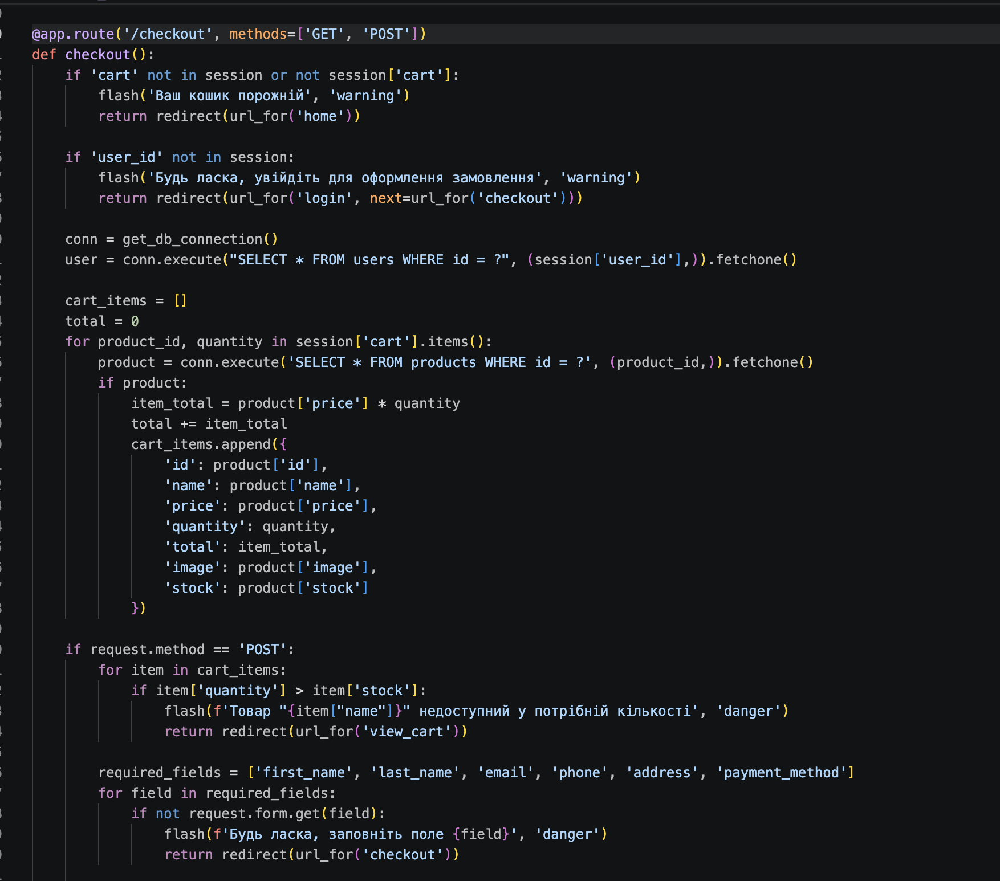 @app.route('/checkout', methods=['GET', 'POST'])
def checkout():
    if 'cart' not in session or not session['cart']:
        flash('Ваш кошик порожній', 'warning')
        return redirect(url_for('home'))

    if 'user_id' not in session:
        flash('Будь ласка, увійдіть для оформлення замовлення', 'warning')
        return redirect(url_for('login', next=url_for('checkout')))

    conn = get_db_connection()
    user = conn.execute("SELECT * FROM users WHERE id = ?", (session['user_id'],)).fetchone()

    cart_items = []
    total = 0
    for product_id, quantity in session['cart'].items():
        product = conn.execute('SELECT * FROM products WHERE id = ?', (product_id,)).fetchone()
        if product:
            item_total = product['price'] * quantity
            total += item_total
            cart_items.append({
                'id': product['id'],
                'name': product['name'],
                'price': product['price'],
                'quantity': quantity,
                'total': item_total,
                'image': product['image'],
                'stock': product['stock']
            })

    if request.method == 'POST':
        for item in cart_items:
            if item['quantity'] > item['stock']:
                flash(f'Товар "{item["name"]}" недоступний у потрібній кількості', 'danger')
                return redirect(url_for('view_cart'))

        required_fields = ['first_name', 'last_name', 'email', 'phone', 'address', 'payment_method']
        for field in required_fields:
            if not request.form.get(field):
                flash(f'Будь ласка, заповніть поле {field}', 'danger')
                return redirect(url_for('checkout'))